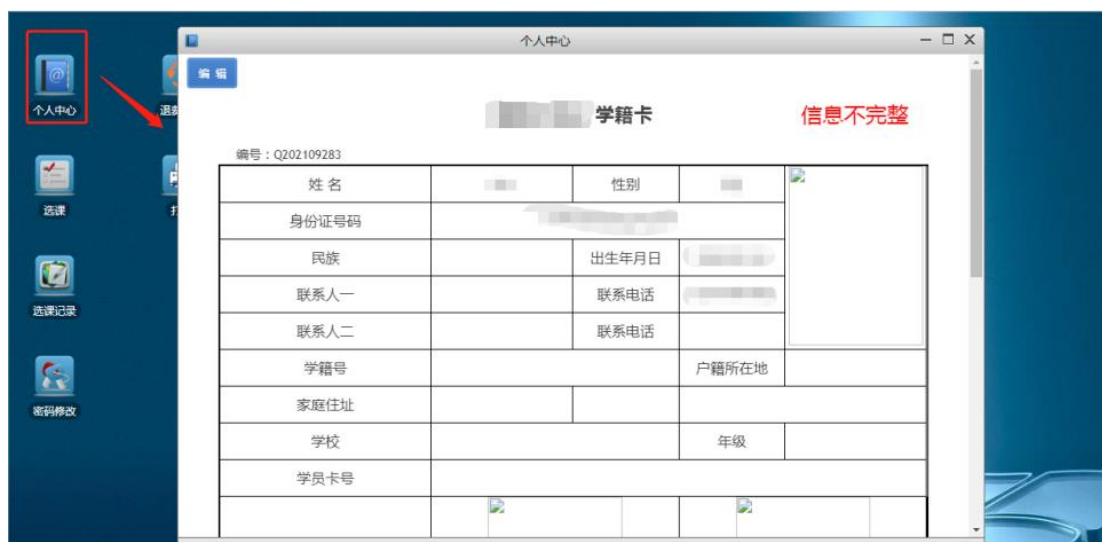 个人中心
编 辑
个人中心
学籍卡
信息不完整
编号：Q202109283
姓 名
性别
身份证号码
民族
出生年月日
联系人一
联系电话
联系人二
联系电话
学籍号
户籍所在地
家庭住址
学校
年级
学员卡号
选课
选课记录
密码修改